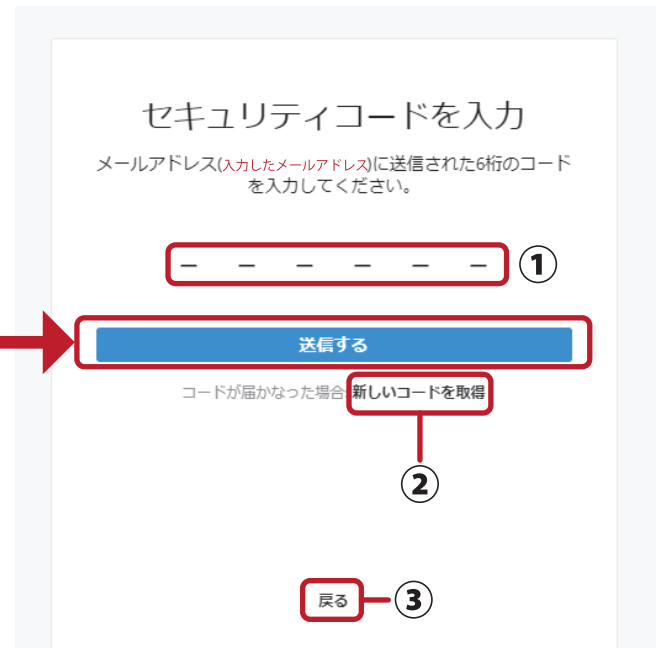 セキュリティコードを入力
メールアドレス(入力したメールアドレス)に送信された6桁のコード
を入力してください。
— — — — — — ①
送信する
コードが届かなった場合:新しいコードを取得
②
戻る ③